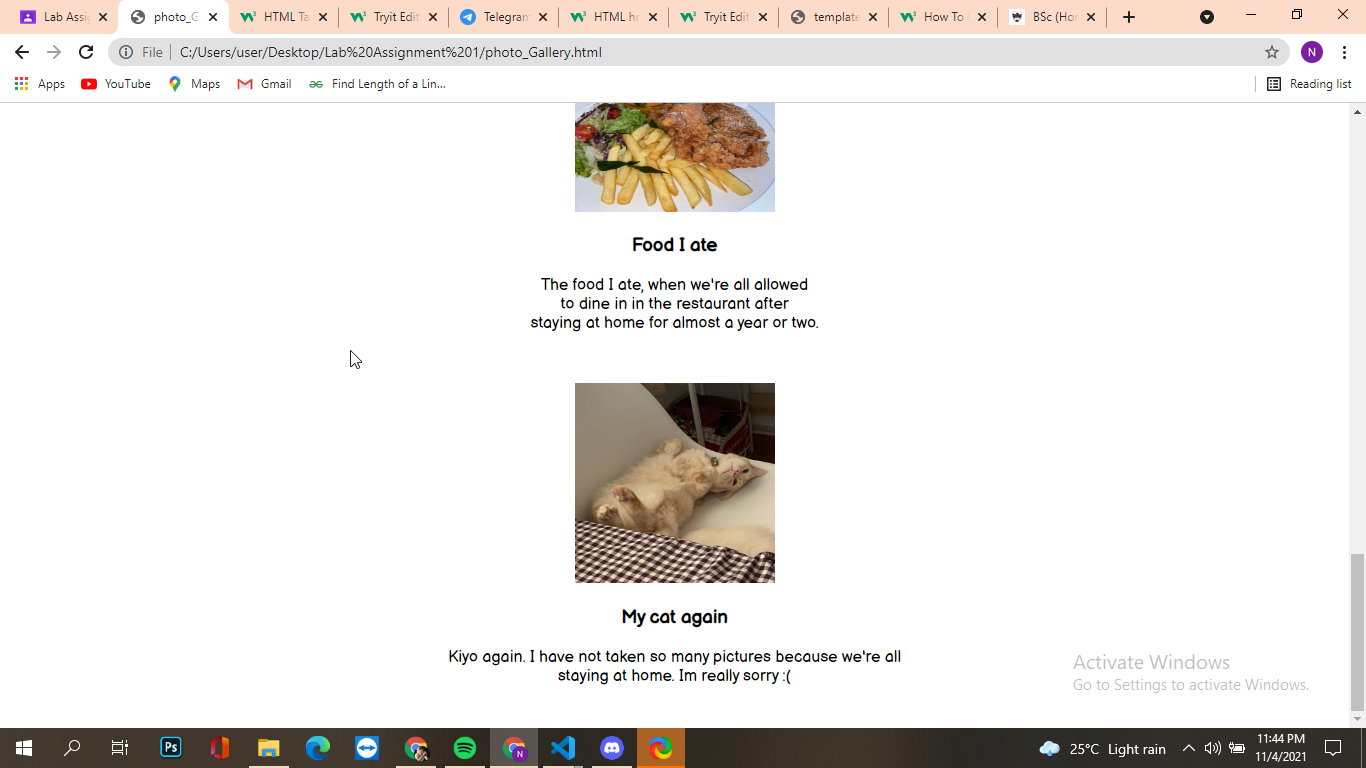 Lab Assig
photo_G
HTML Ta
Tryit Edit
Telegram
HTML hr
Tryit Edit
template
How To
BSc (Hon
File
C:/Users/user/Desktop/Lab%20Assignment%201/photo_Gallery.html
N
Apps
YouTube
Maps
Gmail
Find Length of a Lin...
Reading list
Food I ate
The food I ate, when we're all allowed
to dine in in the restaurant after
staying at home for almost a year or two.
My cat again
Kiyo again. I have not taken so many pictures because we're all
staying at home. Im really sorry :(
Activate Windows
Go to Settings to activate Windows.
Ps
N
25°C Light rain
11:44 PM
11/4/2021